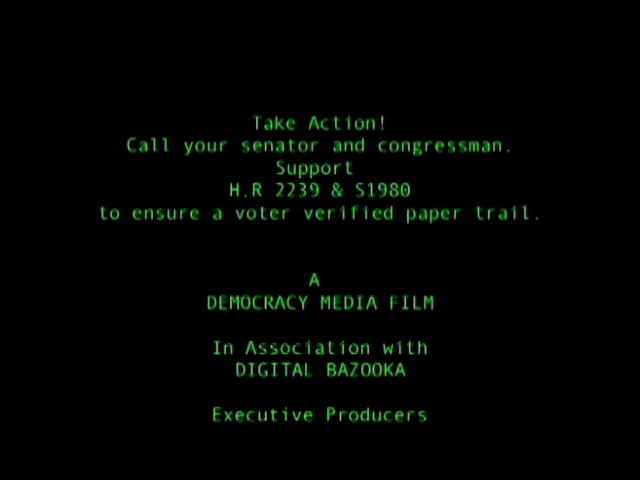 Take Action!
Call your senator and congressman.
Support
H.R 2239 & S1980
to ensure a voter verified paper trail.
A
DEMOCRACY MEDIA FILM
In Association with
DIGITAL BAZOOKA
Executive Producers